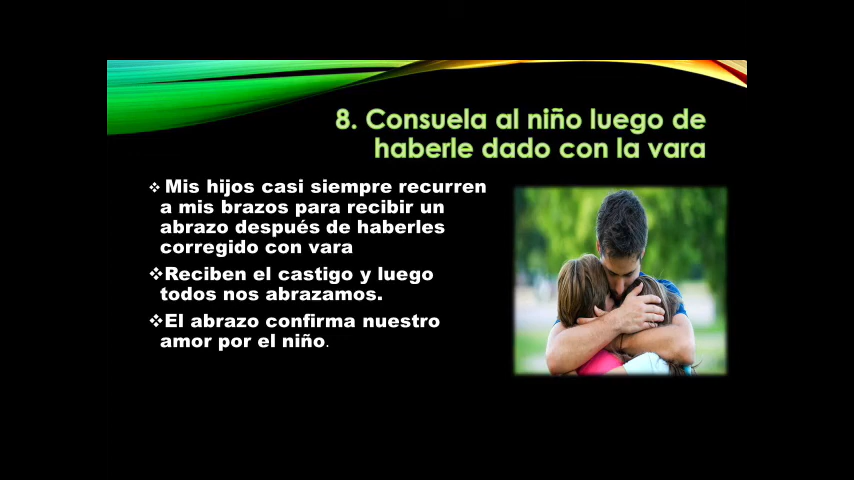 8. Consuela al niño luego de
haberle dado con la vara
❖ Mis hijos casi siempre recurren
a mis brazos para recibir un
abrazo después de haberles
corregido con vara
❖Reciben el castigo y luego
todos nos abrazamos.
❖El abrazo confirma nuestro
amor por el niño.